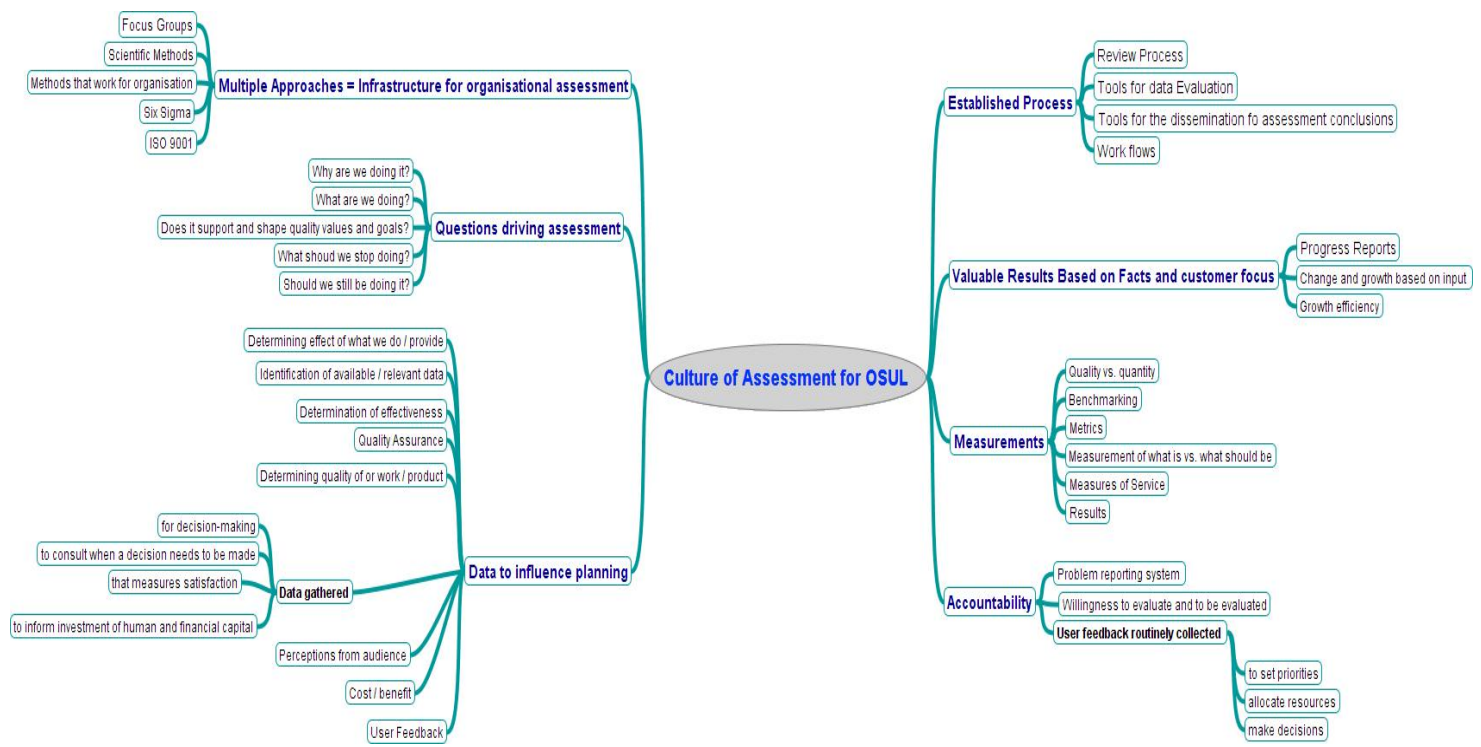 Focus Groups
Scientific Methods
Methods that work for organisation
Six Sigma
ISO 9001
Multiple Approaches = Infrastructure for organisational assessment
Why are we doing it?
What are we doing?
Does it support and shape quality values and goals?
What shoud we stop doing?
Should we still be doing it?
Questions driving assessment
Determining effect of what we do / provide
Identification of available / relevant data
Determination of effectiveness
Quality Assurance
Determining quality of or work / product
for decision-making
to consult when a decision needs to be made
that measures satisfaction
to inform investment of human and financial capital
Data gathered
Perceptions from audience
Cost / benefit
User Feedback
Data to influence planning
Culture of Assessment for OSUL
Established Process
Review Process
Tools for data Evaluation
Tools for the dissemination fo assessment conclusions
Work flows
Valuable Results Based on Facts and customer focus
Progress Reports
Change and growth based on input
Growth efficiency
Measurements
Quality vs. quantity
Benchmarking
Metrics
Measurement of what is vs. what should be
Measures of Service
Results
Accountability
Problem reporting system
Willingness to evaluate and to be evaluated
User feedback routinely collected
to set priorities
allocate resources
make decisions